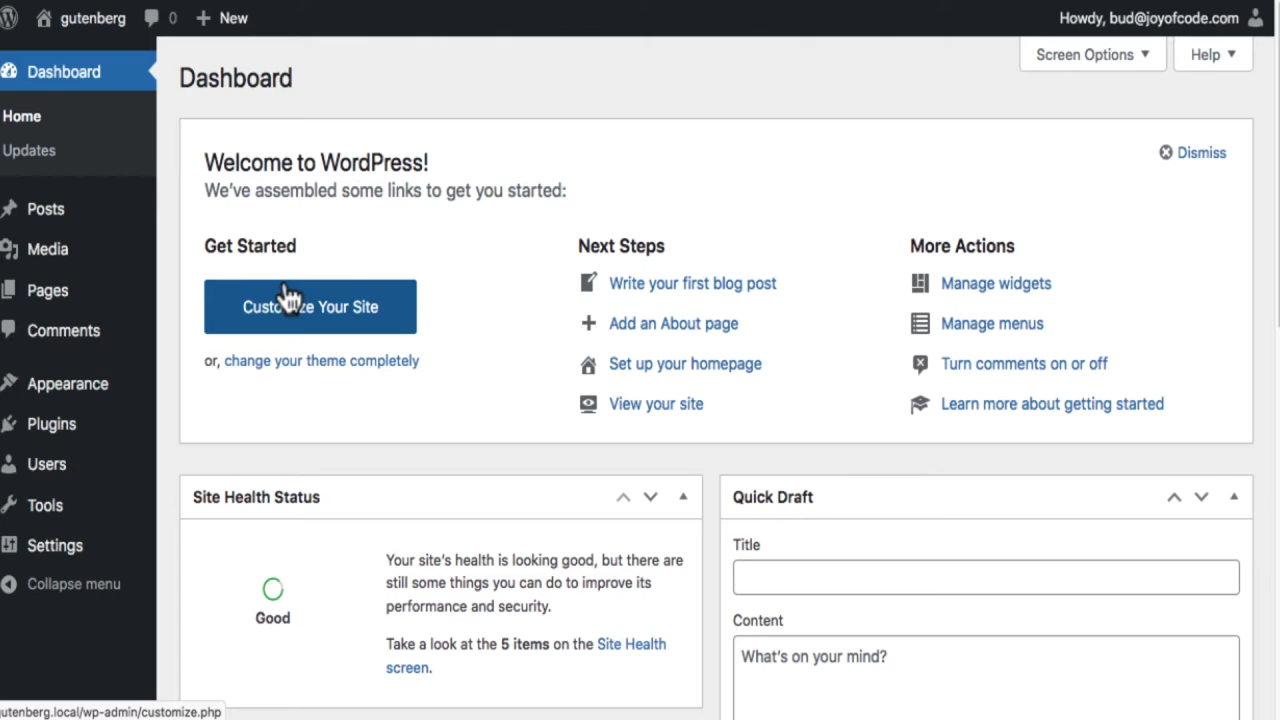 gutenberg 0 New Howdy, bud@joyofcode.com
Dashboard
Home
Updates
Posts
Media
Pages
Comments
Appearance
Plugins
Users
Tools
Settings
Collapse menu
Screen Options Help
Dashboard
Welcome to WordPress!
Dismiss
We've assembled some links to get you started:
Get Started
Customize Your Site
or, change your theme completely
Next Steps
Write your first blog post
Add an About page
Set up your homepage
View your site
More Actions
Manage widgets
Manage menus
Turn comments on or off
Learn more about getting started
Site Health Status
Good
Your site's health is looking good, but there are
still some things you can do to improve its
performance and security.
Take a look at the 5 items on the Site Health
screen.
Quick Draft
Title
Content
What's on your mind?
gutenberg.local/wp-admin/customize.php